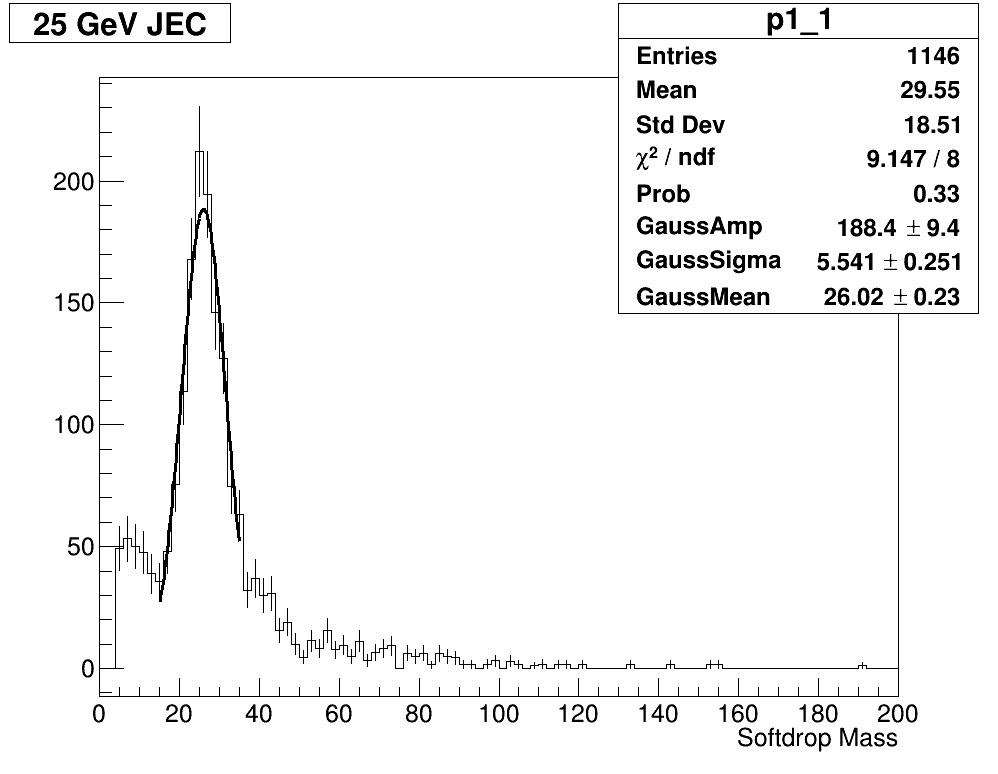 25 GeV JEC
p1_1
Entries 1146
Mean 29.55
Std Dev 18.51
χ² / ndf 9.147 / 8
Prob 0.33
GaussAmp 188.4 ± 9.4
GaussSigma 5.541 ± 0.251
GaussMean 26.02 ± 0.23
200
150
100
50
0
0 20 40 60 80 100 120 140 160 180 200
Softdrop Mass